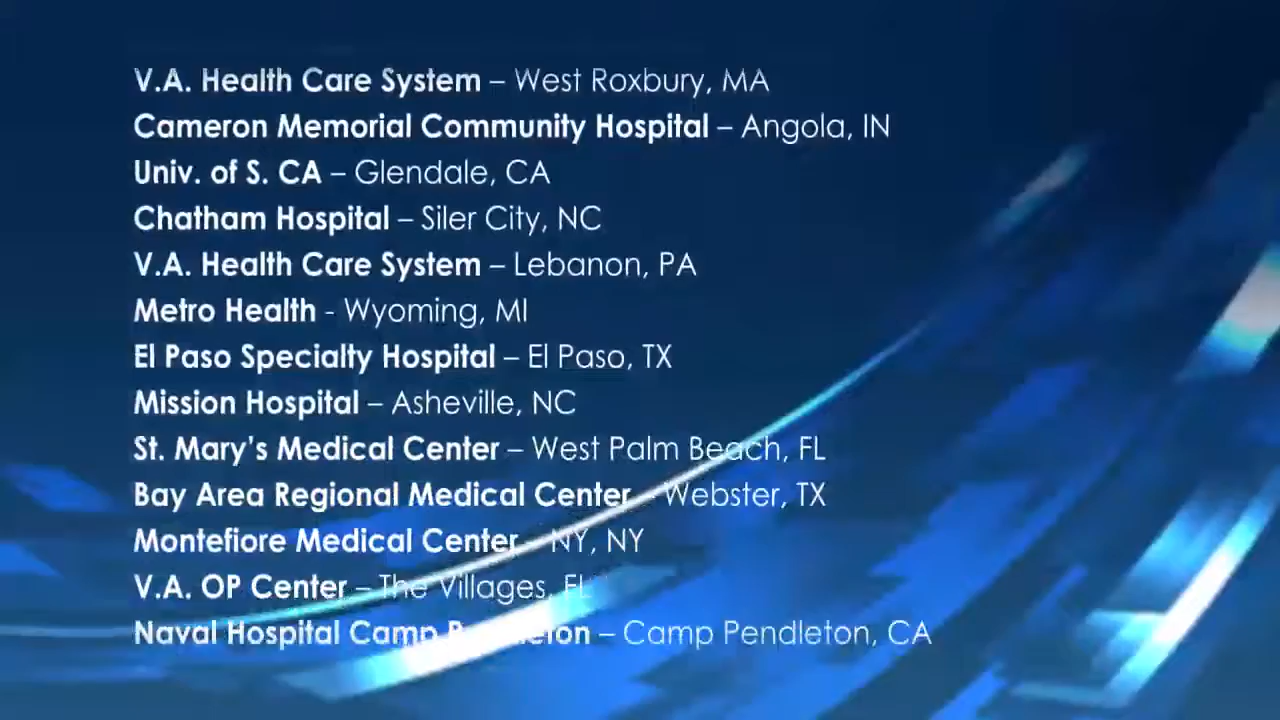 V.A. Health Care System – West Roxbury, MA
Cameron Memorial Community Hospital – Angola, IN
Univ. of S. CA – Glendale, CA
Chatham Hospital – Siler City, NC
V.A. Health Care System – Lebanon, PA
Metro Health - Wyoming, MI
El Paso Specialty Hospital – El Paso, TX
Mission Hospital – Asheville, NC
St. Mary’s Medical Center – West Palm Beach, FL
Bay Area Regional Medical Center – Webster, TX
Montefiore Medical Center – NY, NY
V.A. OP Center – The Villages, FL
Naval Hospital Camp Pendleton – Camp Pendleton, CA